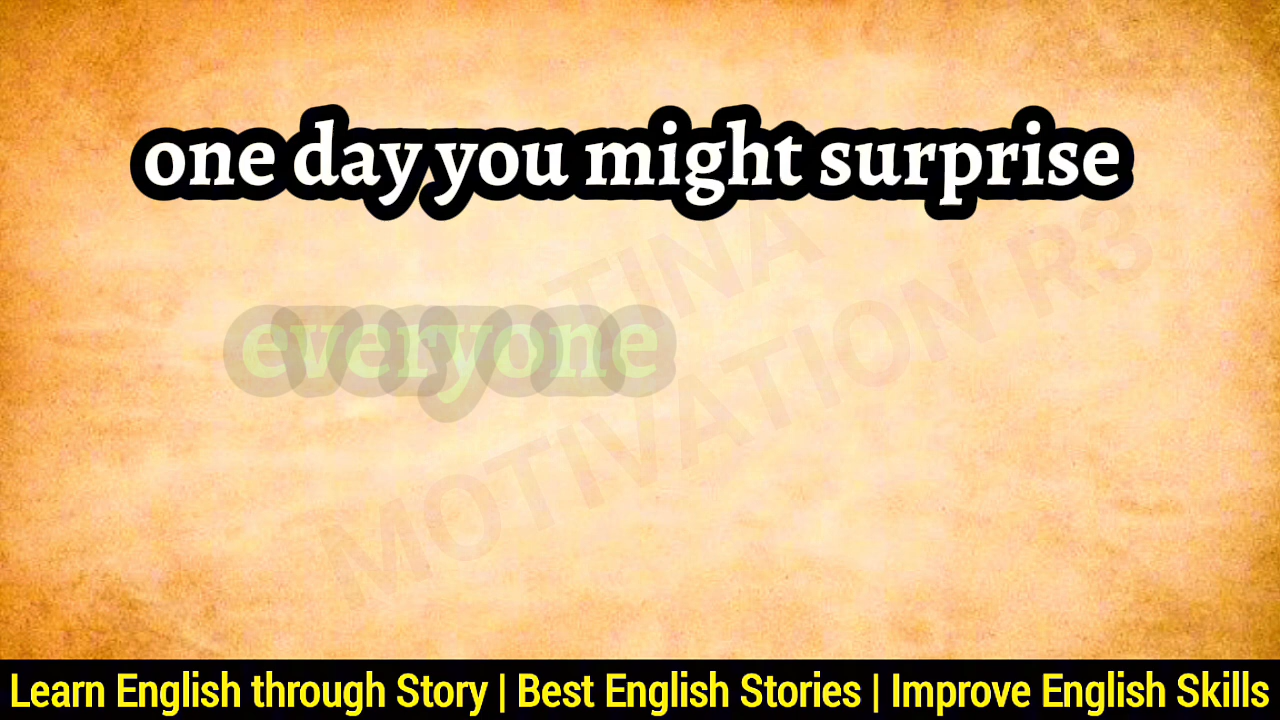 one day you might surprise
everyone
TINA
MOTIVATION R3
Learn English through Story | Best English Stories | Improve English Skills